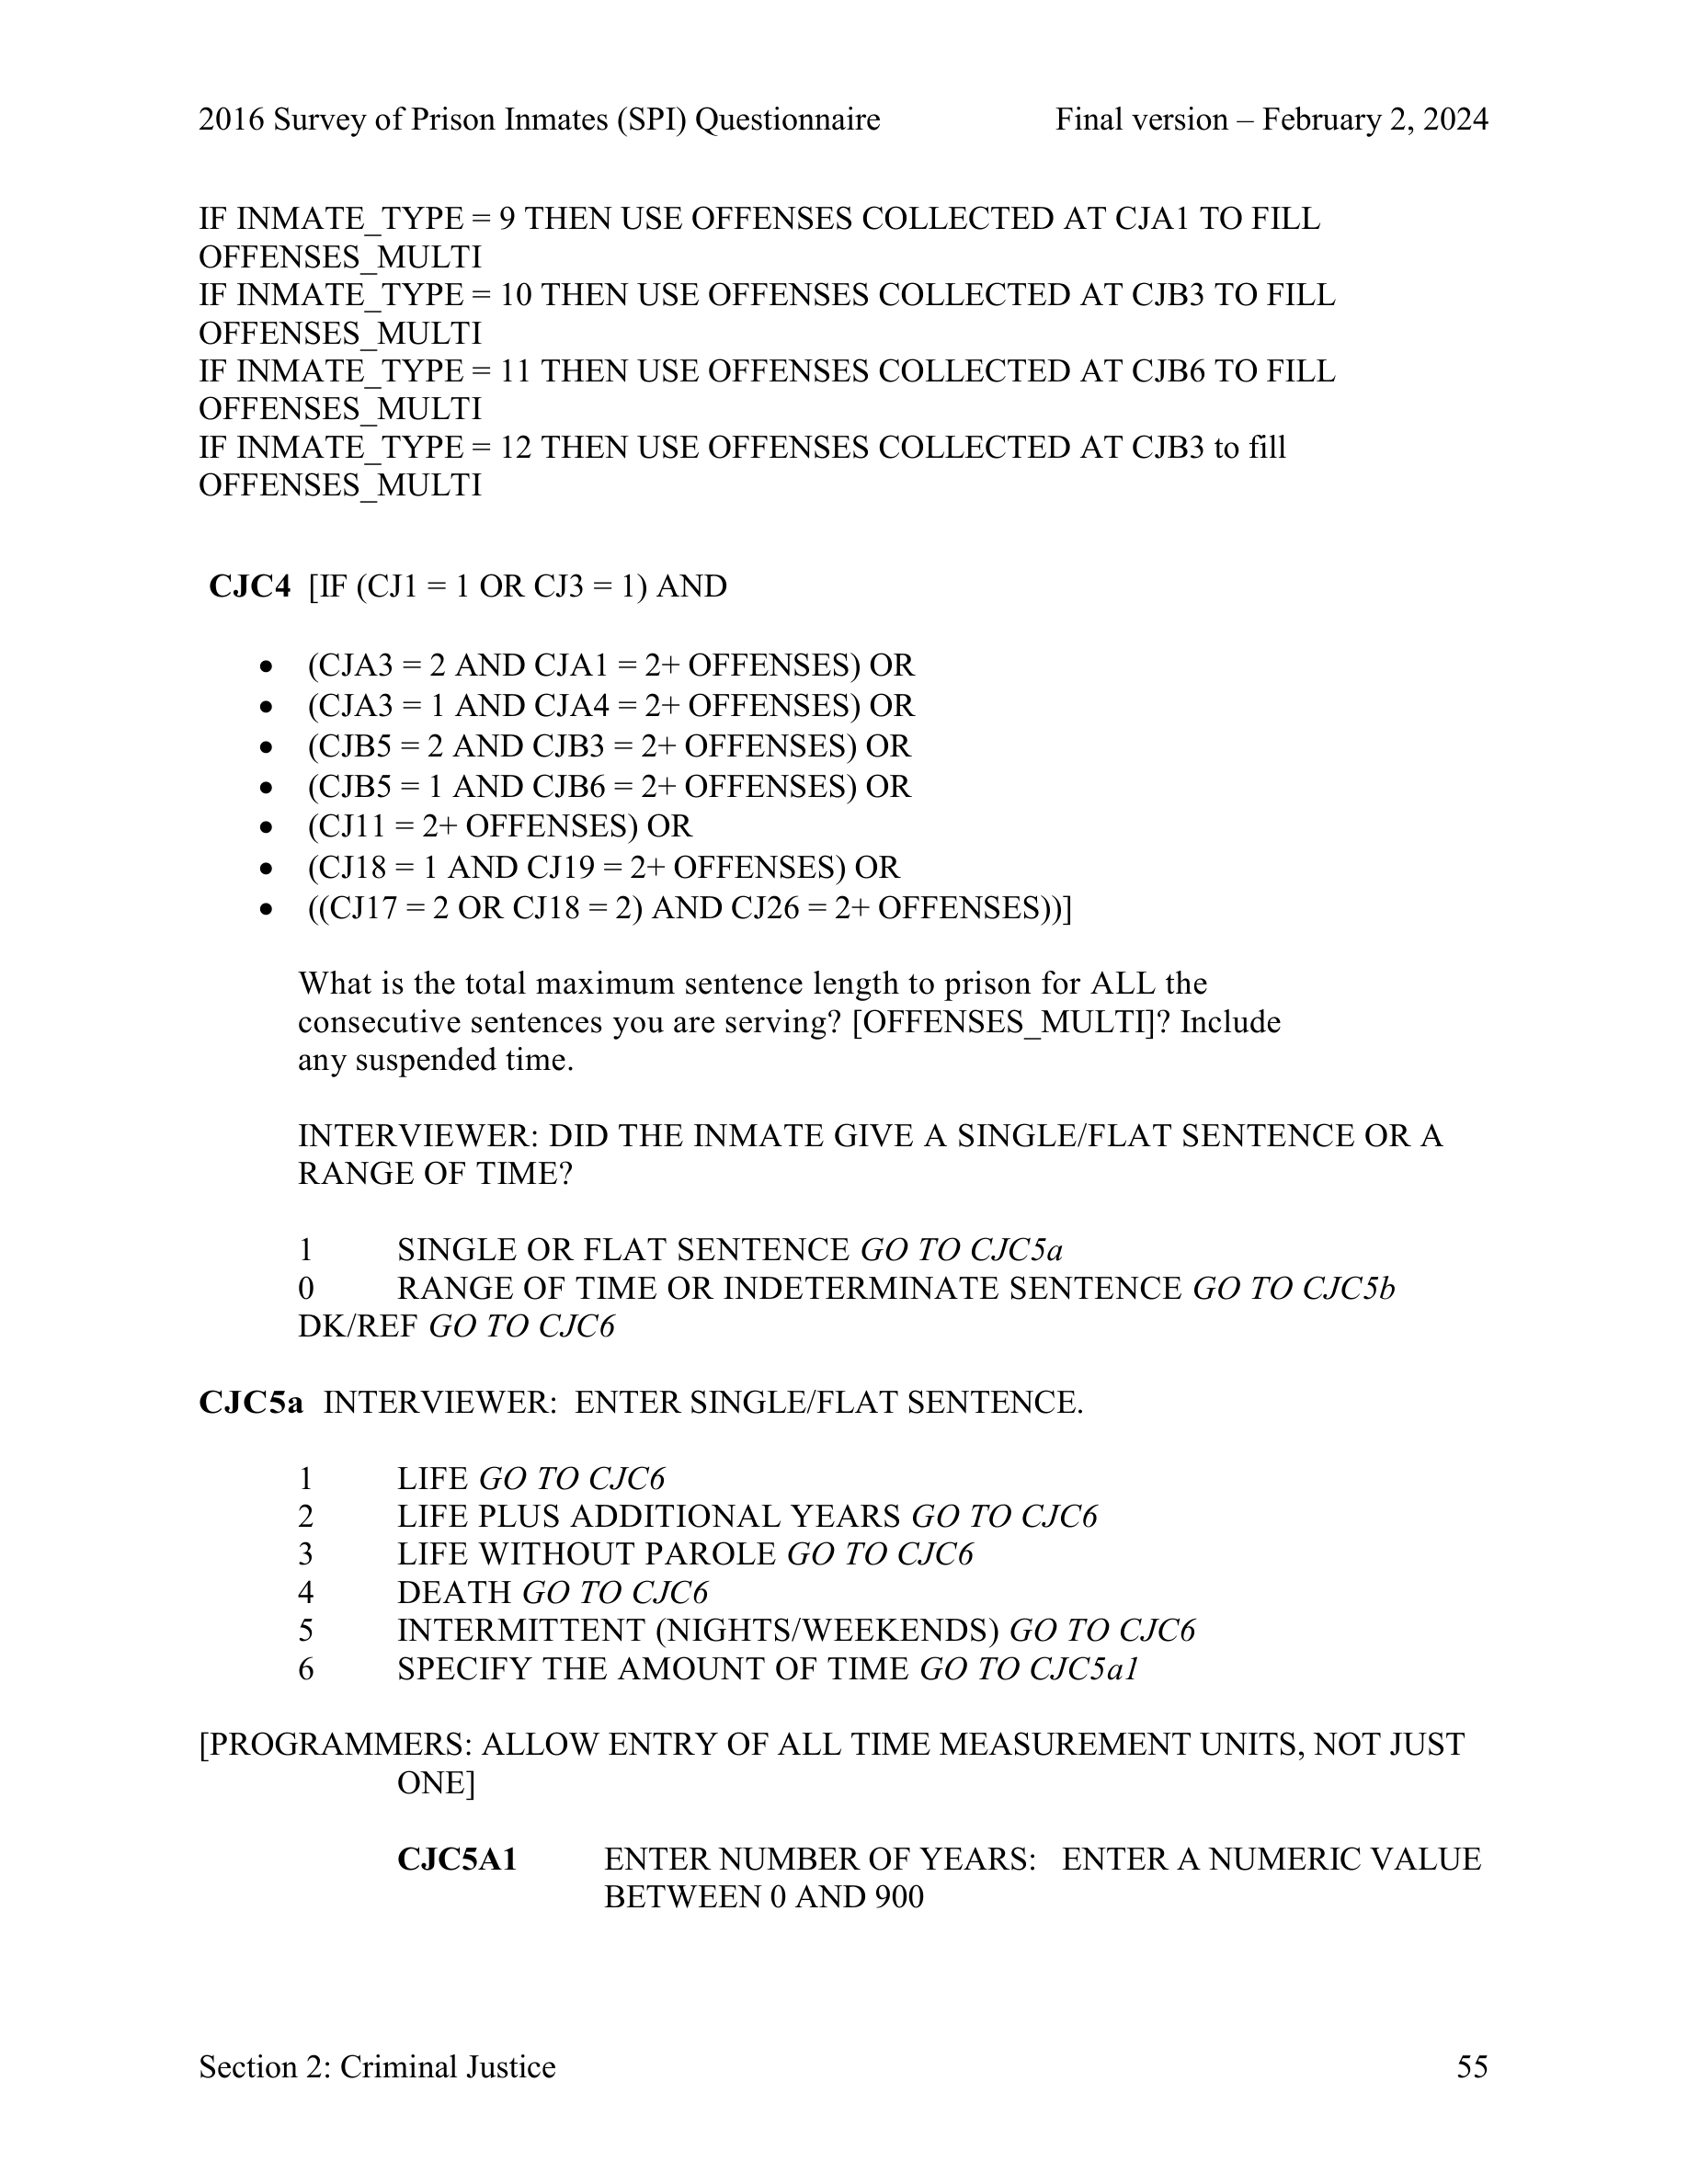 2016 Survey of Prison Inmates (SPI) Questionnaire Final version – February 2, 2024
IF INMATE_TYPE = 9 THEN USE OFFENSES COLLECTED AT CJA1 TO FILL
OFFENSES_MULTI
IF INMATE_TYPE = 10 THEN USE OFFENSES COLLECTED AT CJB3 TO FILL
OFFENSES_MULTI
IF INMATE_TYPE = 11 THEN USE OFFENSES COLLECTED AT CJB6 TO FILL
OFFENSES_MULTI
IF INMATE_TYPE = 12 THEN USE OFFENSES COLLECTED AT CJB3 to fill
OFFENSES_MULTI
CJC4 [IF (CJ1 = 1 OR CJ3 = 1) AND
• (CJA3 = 2 AND CJA1 = 2+ OFFENSES) OR
• (CJA3 = 1 AND CJA4 = 2+ OFFENSES) OR
• (CJB5 = 2 AND CJB3 = 2+ OFFENSES) OR
• (CJB5 = 1 AND CJB6 = 2+ OFFENSES) OR
• (CJ11 = 2+ OFFENSES) OR
• (CJ18 = 1 AND CJ19 = 2+ OFFENSES) OR
• ((CJ17 = 2 OR CJ18 = 2) AND CJ26 = 2+ OFFENSES))]
What is the total maximum sentence length to prison for ALL the
consecutive sentences you are serving? [OFFENSES_MULTI]? Include
any suspended time.
INTERVIEWER: DID THE INMATE GIVE A SINGLE/FLAT SENTENCE OR A
RANGE OF TIME?
1 SINGLE OR FLAT SENTENCE GO TO CJC5a
0 RANGE OF TIME OR INDETERMINATE SENTENCE GO TO CJC5b
DK/REF GO TO CJC6
CJC5a INTERVIEWER: ENTER SINGLE/FLAT SENTENCE.
1 LIFE GO TO CJC6
2 LIFE PLUS ADDITIONAL YEARS GO TO CJC6
3 LIFE WITHOUT PAROLE GO TO CJC6
4 DEATH GO TO CJC6
5 INTERMITTENT (NIGHTS/WEEKENDS) GO TO CJC6
6 SPECIFY THE AMOUNT OF TIME GO TO CJC5a1
[PROGRAMMERS: ALLOW ENTRY OF ALL TIME MEASUREMENT UNITS, NOT JUST
ONE]
CJC5A1 ENTER NUMBER OF YEARS: ENTER A NUMERIC VALUE
BETWEEN 0 AND 900
Section 2: Criminal Justice 55